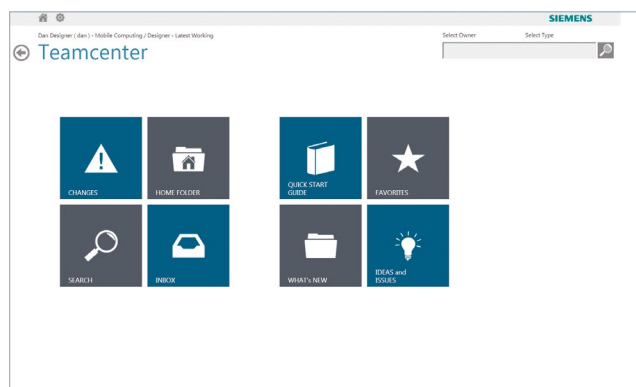 SIEMENS
Dan Designer ( dan ) - Mobile Computing / Designer - Latest Working
Select Owner
Select Type
Teamcenter
CHANGES
HOME FOLDER
QUICK START
GUIDE
FAVORITES
SEARCH
INBOX
WHAT's NEW
IDEAS and
ISSUES